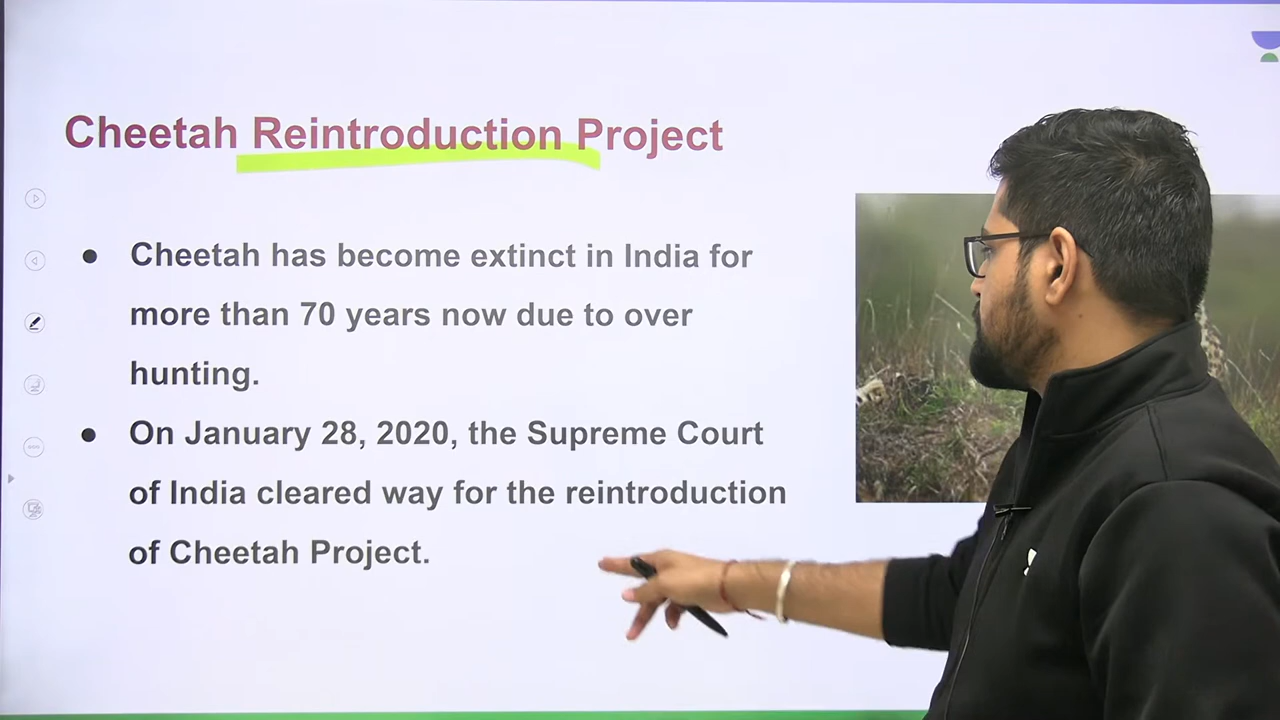 Cheetah Reintroduction Project
● Cheetah has become extinct in India for
more than 70 years now due to over
hunting.
● On January 28, 2020, the Supreme Court
of India cleared way for the reintroduction
of Cheetah Project.